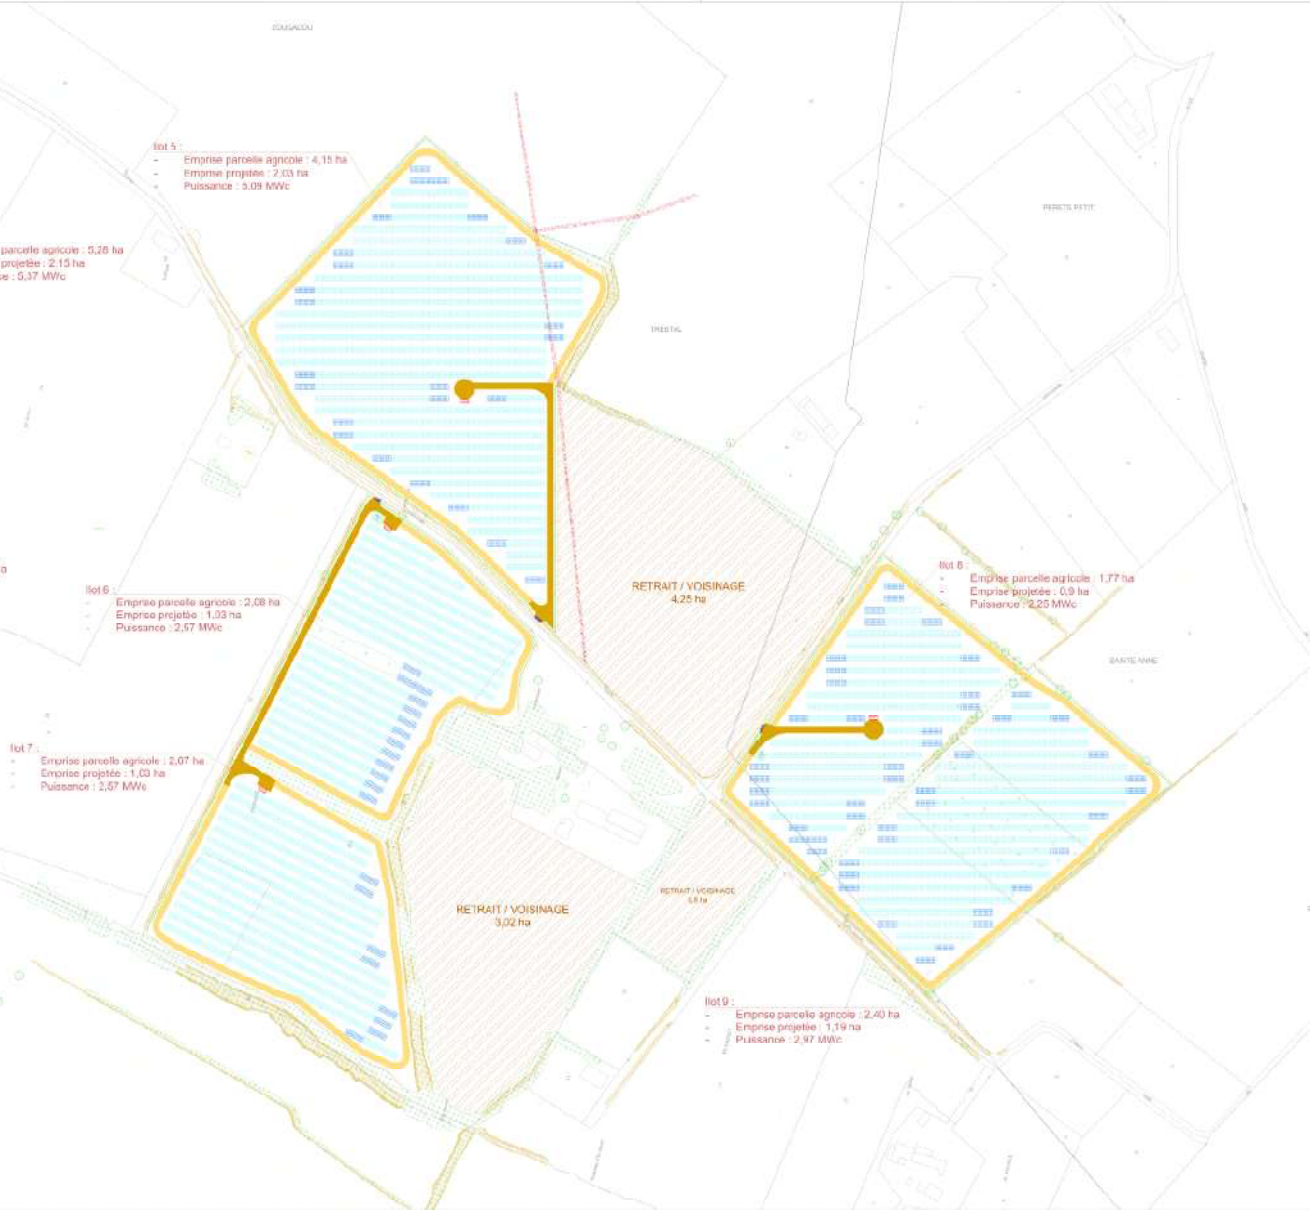 Ilot 5 :
- Emprise parcelle agricole : 4,15 ha
- Emprise projetée : 2,03 ha
- Puissance : 5,09 MWc
parcelle agricole : 5,28 ha
projetée : 2,15 ha
ce : 5,37 MWc
PERETS PETIT
RETRAIT / VOISINAGE
4,25 ha
Ilot 8 :
- Emprise parcelle agricole : 1,77 ha
- Emprise projetée : 0,9 ha
- Puissance : 2,25 MWc
Ilot 6 :
- Emprise parcelle agricole : 2,08 ha
- Emprise projetée : 1,03 ha
- Puissance : 2,57 MWc
SAINTE ANNE
Ilot 7 :
- Emprise parcelle agricole : 2,07 ha
- Emprise projetée : 1,03 ha
- Puissance : 2,57 MWc
RETRAIT / VOISINAGE
RETRAIT / VOISINAGE
3,02 ha
Ilot 9 :
- Emprise parcelle agricole : 2,40 ha
- Emprise projetée : 1,19 ha
- Puissance : 2,97 MWc